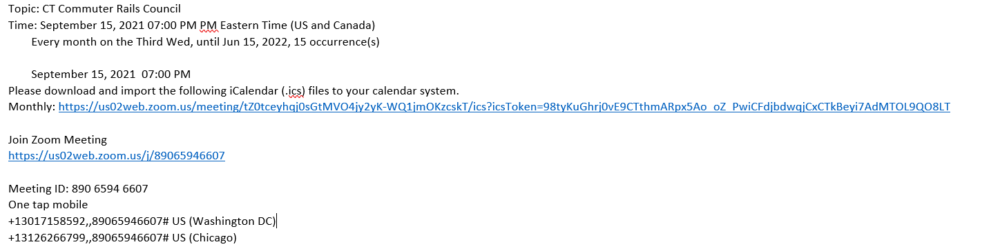 Topic: CT Commuter Rails Council
Time: September 15, 2021 07:00 PM PM Eastern Time (US and Canada)
Every month on the Third Wed, until Jun 15, 2022, 15 occurrence(s)
September 15, 2021  07:00 PM
Please download and import the following iCalendar (.ics) files to your calendar system.
Monthly: https://us02web.zoom.us/meeting/tZ0tceyhqj0sGtMVO4jy2yK-WQ1jmOKzcskT/ics?icsToken=98tyKuGhrj0vE9CTthmARpx5Ao_oZ_PwiCFdjbdwqjCxCTkBeyi7AdMTOL9QO8LT
Join Zoom Meeting
https://us02web.zoom.us/j/89065946607
Meeting ID: 890 6594 6607
One tap mobile
+13017158592,,89065946607# US (Washington DC)
+13126266799,,89065946607# US (Chicago)